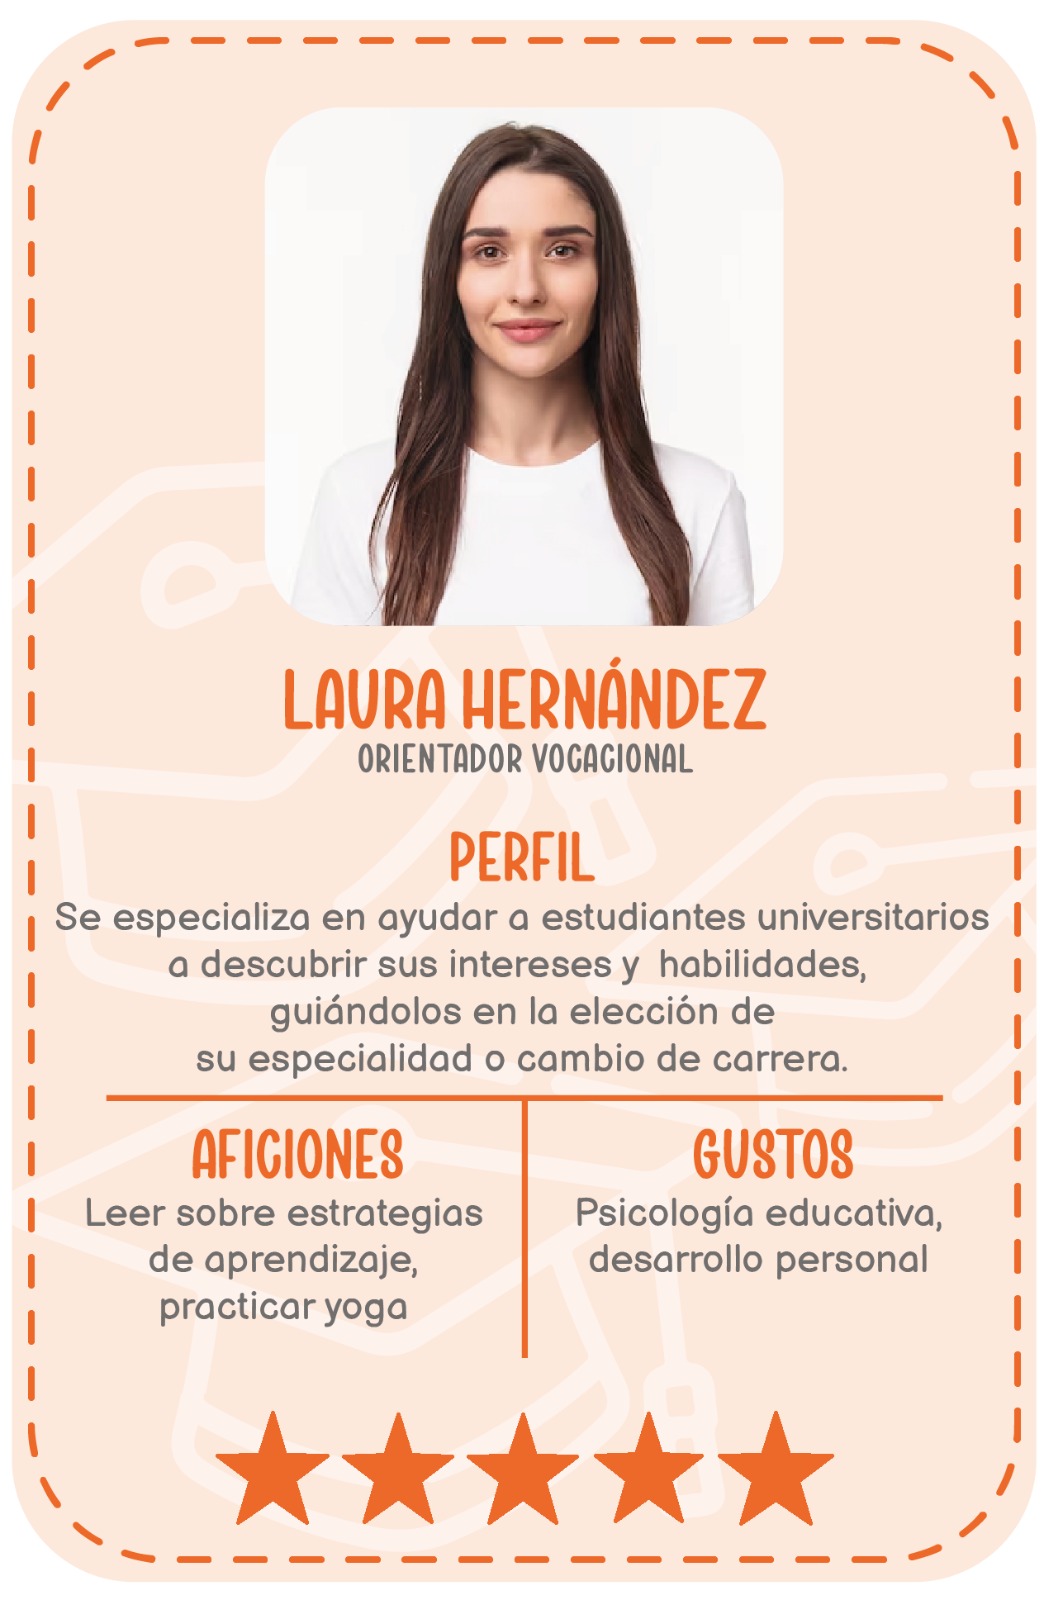 LAURA HERNÁNDEZ
ORIENTADOR VOCACIONAL
PERFIL
Se especializa en ayudar a estudiantes universitarios
a descubrir sus intereses y habilidades,
guiándolos en la elección de
su especialidad o cambio de carrera.
AFICIONES
Leer sobre estrategias
de aprendizaje,
practicar yoga
GUSTOS
Psicología educativa,
desarrollo personal